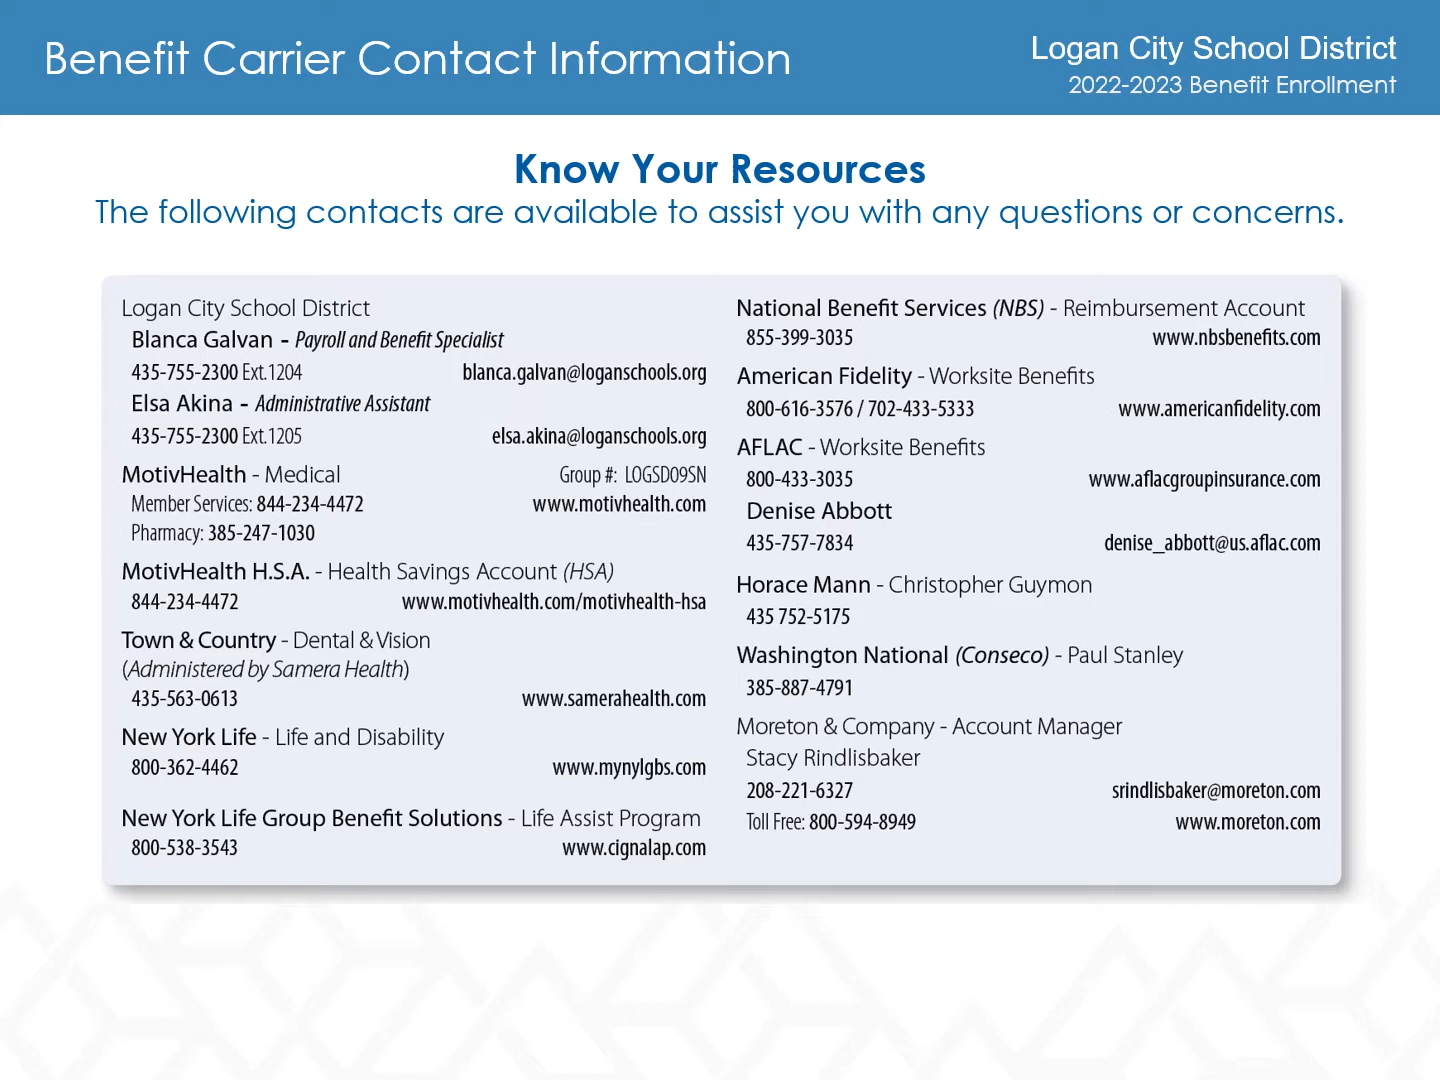 Benefit Carrier Contact Information
Logan City School District
2022-2023 Benefit Enrollment
Know Your Resources
The following contacts are available to assist you with any questions or concerns.
Logan City School District
Blanca Galvan - Payroll and Benefit Specialist
435-755-2300 Ext.1204 blanca.galvan@loganschools.org
Elsa Akina - Administrative Assistant
435-755-2300 Ext.1205 elsa.akina@loganschools.org
MotivHealth - Medical Group #: LOGSD09SN
Member Services: 844-234-4472 www.motivhealth.com
Pharmacy: 385-247-1030
MotivHealth H.S.A. - Health Savings Account (HSA)
844-234-4472 www.motivhealth.com/motivhealth-hsa
Town & Country - Dental & Vision
(Administered by Samera Health)
435-563-0613 www.samerahealth.com
New York Life - Life and Disability
800-362-4462 www.mynylgbs.com
New York Life Group Benefit Solutions - Life Assist Program
800-538-3543 www.cignalap.com
National Benefit Services (NBS) - Reimbursement Account
855-399-3035 www.nbsbenefits.com
American Fidelity - Worksite Benefits
800-616-3576 / 702-433-5333 www.americanfidelity.com
AFLAC - Worksite Benefits
800-433-3035 www.aflacgroupinsurance.com
Denise Abbott
435-757-7834 denise_abbott@us.aflac.com
Horace Mann - Christopher Guymon
435 752-5175
Washington National (Conseco) - Paul Stanley
385-887-4791
Moreton & Company - Account Manager
Stacy Rindlisbaker
208-221-6327 srindlisbaker@moreton.com
Toll Free: 800-594-8949 www.moreton.com